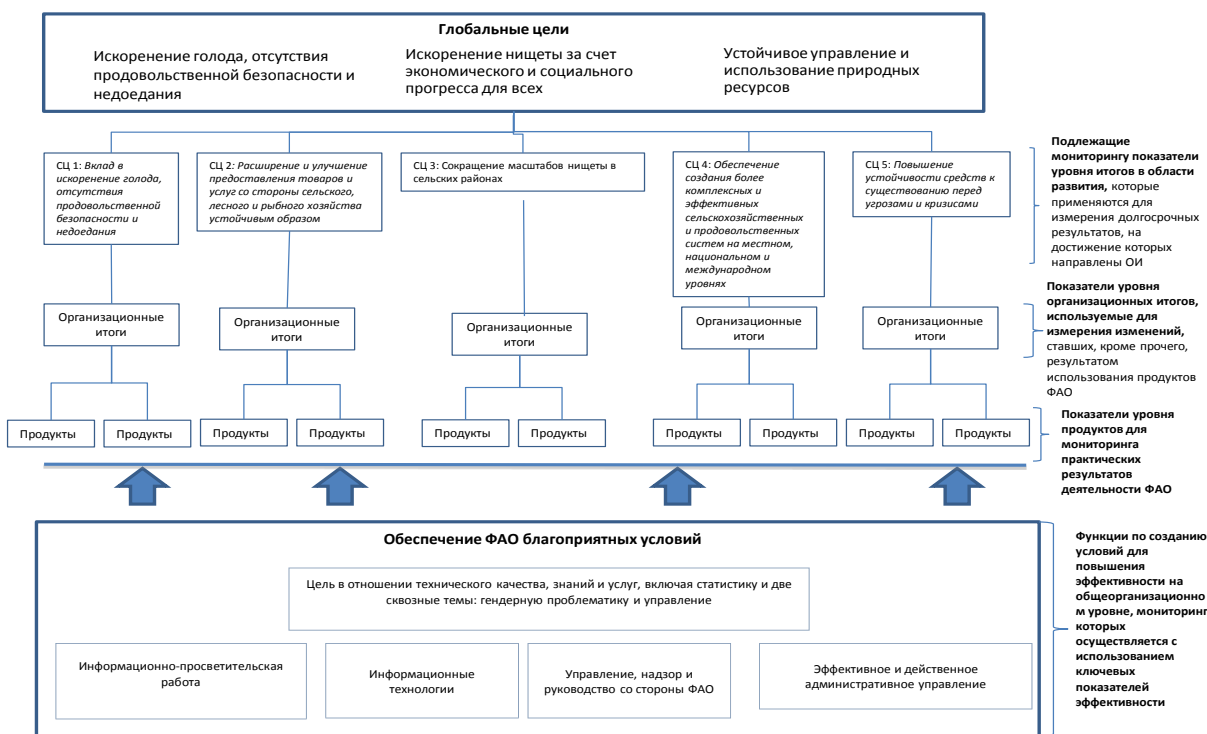 Глобальные цели
Искоренение голода, отсутствия
продовольственной безопасности и
недоедания
Искоренение нищеты за счет
экономического и социального
прогресса для всех
Устойчивое управление и
использование природных
ресурсов
СЦ 1: Вклад в
искоренение голода,
отсутствия
продовольственной
безопасности и
недоедания
СЦ 2: Расширение и улучшение
предоставления товаров и
услуг со стороны сельского,
лесного и рыбного хозяйства
устойчивым образом
СЦ 3: Сокращение масштабов нищеты в
сельских районах
СЦ 4: Обеспечение
создания более
комплексных и
эффективных
сельскохозяйственных
и продовольственных
систем на местном,
национальном и
международном
уровнях
СЦ 5: Повышение
устойчивости средств к
существованию перед
угрозами и кризисами
Подлежащие
мониторингу показатели
уровня итогов в области
развития, которые
применяются для
измерения долгосрочных
результатов, на
достижение которых
направлены ОИ
Организационные
итоги
Организационные
итоги
Организационные
итоги
Организационные
итоги
Организационные
итоги
Показатели уровня
организационных итогов,
используемые для
измерения изменений,
ставших, кроме прочего,
результатом
использования продуктов
ФАО
Продукты
Продукты
Продукты
Продукты
Продукты
Продукты
Продукты
Продукты
Продукты
Продукты
Показатели уровня
продуктов для
мониторинга
практических
результатов
деятельности ФАО
Обеспечение ФАО благоприятных условий
Цель в отношении технического качества, знаний и услуг, включая статистику и две
сквозные темы: гендерную проблематику и управление
Информационно-просветительская
работа
Информационные
технологии
Управление, надзор и
руководство со стороны ФАО
Эффективное и действенное
административное управление
Функции по созданию
условий для
повышения
эффективности на
общеорганизационно
м уровне, мониторинг
которых
осуществляется с
использованием
ключевых
показателей
эффективности